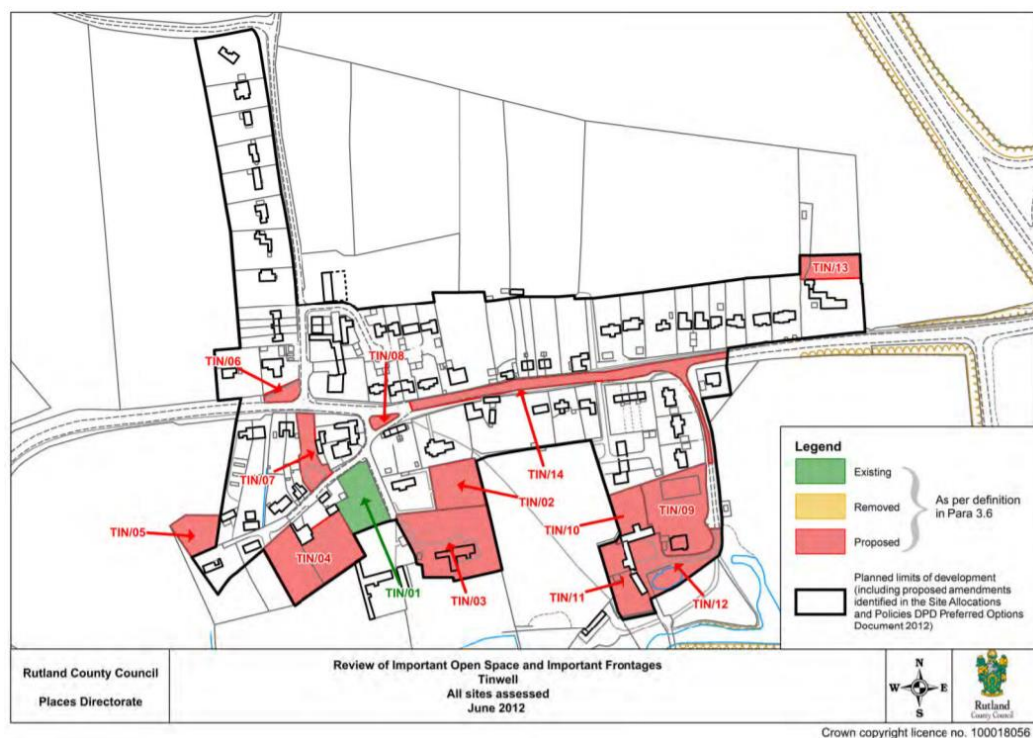 TIN/13
TIN/06
TIN/08
TIN/07
TIN/14
TIN/02
TIN/09
TIN/10
TIN/05
TIN/04
TIN/01
TIN/03
TIN/11
TIN/12
Legend
Existing
Removed
Proposed
As per definition
in Para 3.6
Planned limits of development
(including proposed amendments
identified in the Site Allocations
and Policies DPD Preferred Options
Document 2012)
Rutland County Council
Places Directorate
Review of Important Open Space and Important Frontages
Tinwell
All sites assessed
June 2012
N
W
E
S
Rutland
County Council
Crown copyright licence no. 100018056